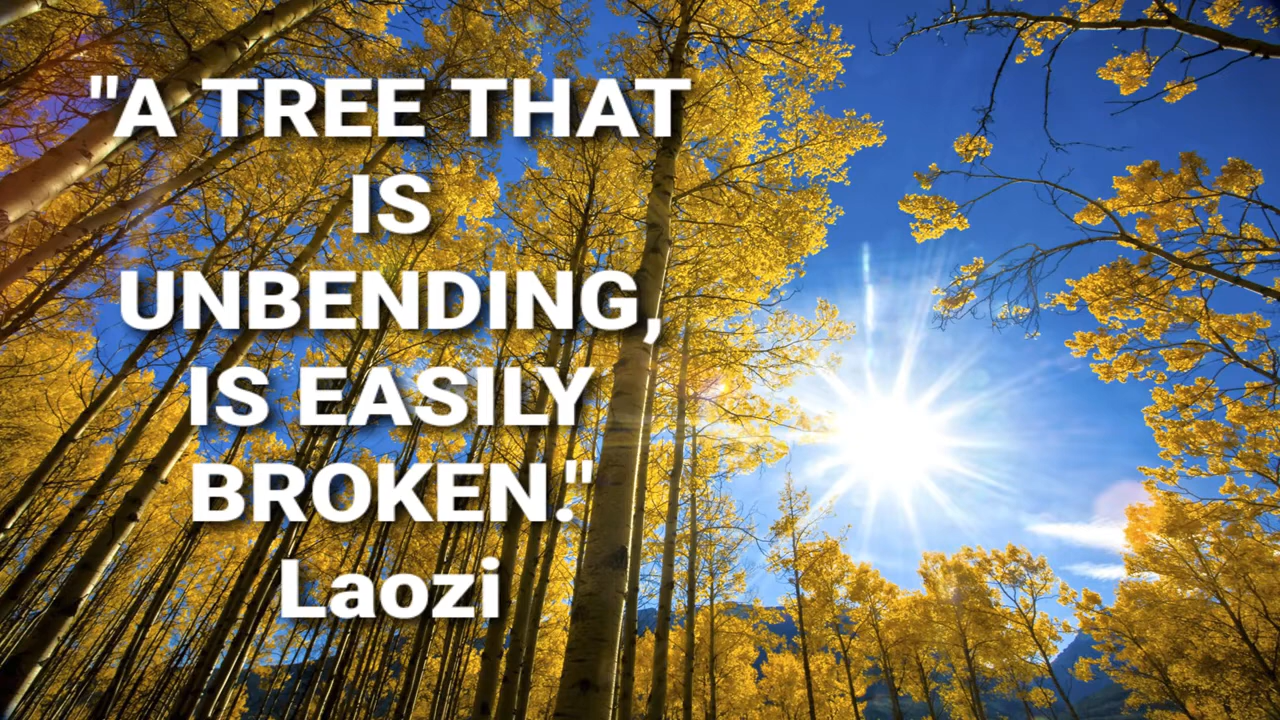 "A TREE THAT
IS
UNBENDING,
IS EASILY
BROKEN."
Laozi